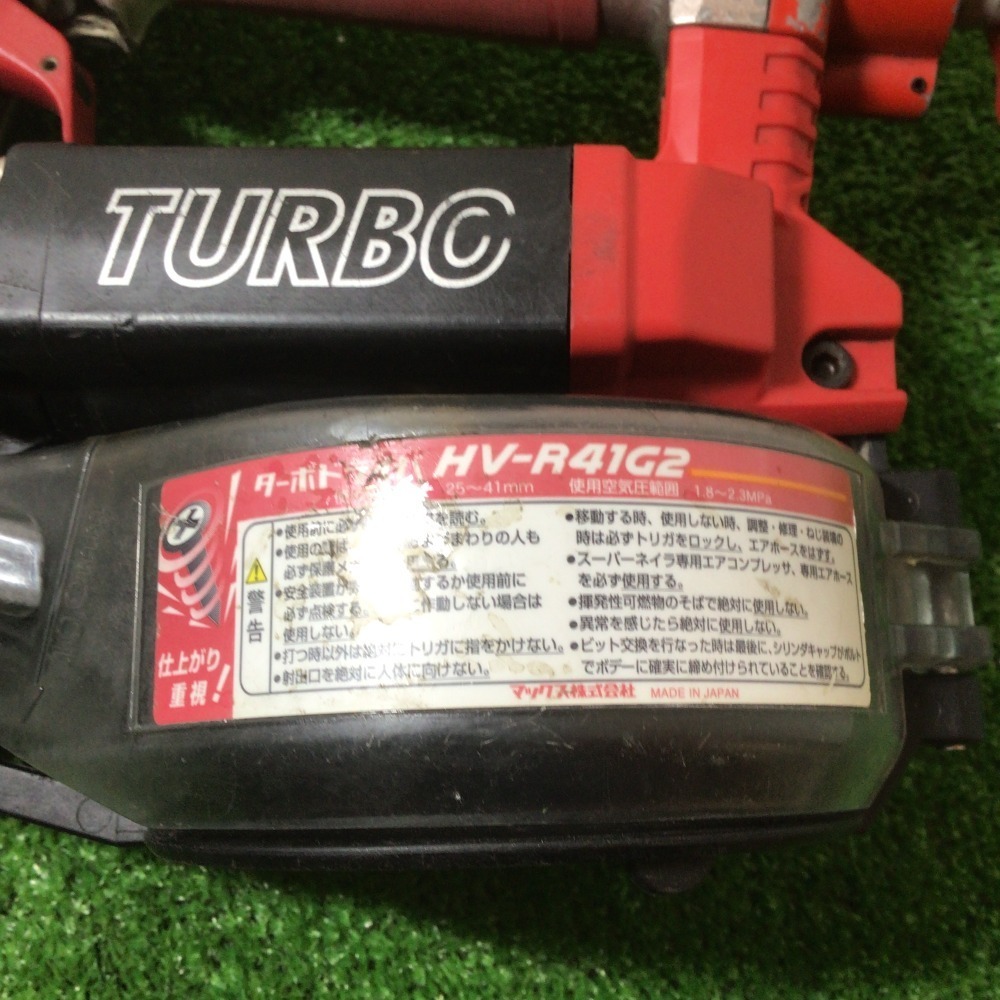 TURBO
ターボドライバ HV-R41G2
25～41mm 使用空気圧範囲 1.8～2.3MPa
仕上がり
重視！
警告
●使用前に 読む。
●使用の まわりの人も
必ず保護メ る。
●安全装置が するか使用前に
必ず点検する。 作動しない場合は
使用しない。
●打つ時以外は絶対にトリガに指をかけない。
●射出口を絶対に人体に向けない。
●移動する時、使用しない時、調整・修理・ねじ装填の
時は必ずトリガをロックし、エアホースをはずす。
●スーパーネイラ専用エアコンプレッサ、専用エアホース
を必ず使用する。
●揮発性可燃物のそばで絶対に使用しない。
●異常を感じたら絶対に使用しない。
●ビット交換を行なった時は最後に、シリンダキャップがボルト
でボデーに確実に締め付けられていることを確認する。
マックス株式会社 MADE IN JAPAN